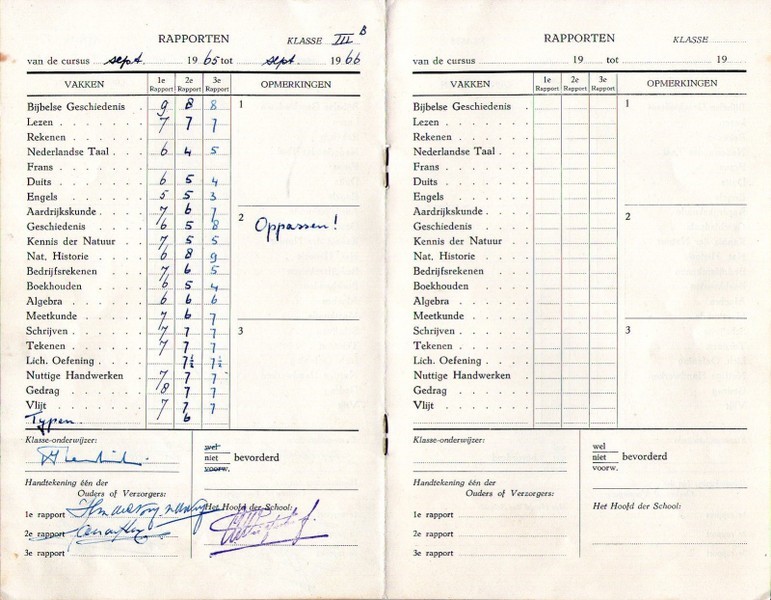 RAPPORTEN KLASSE III B
van de cursus sept. 1965 tot sept. 1966
VAKKEN 1e Rapport 2e Rapport 3e Rapport OPMERKINGEN
Bijbelse Geschiedenis 9 8 8 1
Lezen 7 7 7
Rekenen
Nederlandse Taal 6 4 5
Frans
Duits 6 5 4
Engels 5 5 3
Aardrijkskunde 7 6 7
Geschiedenis 6 5 8 2 Oppassen!
Kennis der Natuur 7 5 5
Nat. Historie 6 8 9
Bedrijfsrekenen 7 6 5
Boekhouden 6 5 4
Algebra 6 6 6
Meetkunde 7 6 7
Schrijven 7 7 7 3
Tekenen 7 7 7
Lich. Oefening 7½ 7½
Nuttige Handwerken 7 7 7
Gedrag 8 7 7
Vlijt 7 7 7
Typen 6
Klasse-onderwijzer:
wel
niet bevorderd
voorw.
Handtekening één der
Ouders of Verzorgers:
Het Hoofd der School:
1e rapport
2e rapport
3e rapport
RAPPORTEN KLASSE
van de cursus 19 tot 19
VAKKEN 1e Rapport 2e Rapport 3e Rapport OPMERKINGEN
Bijbelse Geschiedenis 1
Lezen
Rekenen
Nederlandse Taal
Frans
Duits
Engels
Aardrijkskunde
Geschiedenis 2
Kennis der Natuur
Nat. Historie
Bedrijfsrekenen
Boekhouden
Algebra
Meetkunde
Schrijven 3
Tekenen
Lich. Oefening
Nuttige Handwerken
Gedrag
Vlijt
Klasse-onderwijzer:
wel
niet bevorderd
voorw.
Handtekening één der
Ouders of Verzorgers:
Het Hoofd der School:
1e rapport
2e rapport
3e rapport